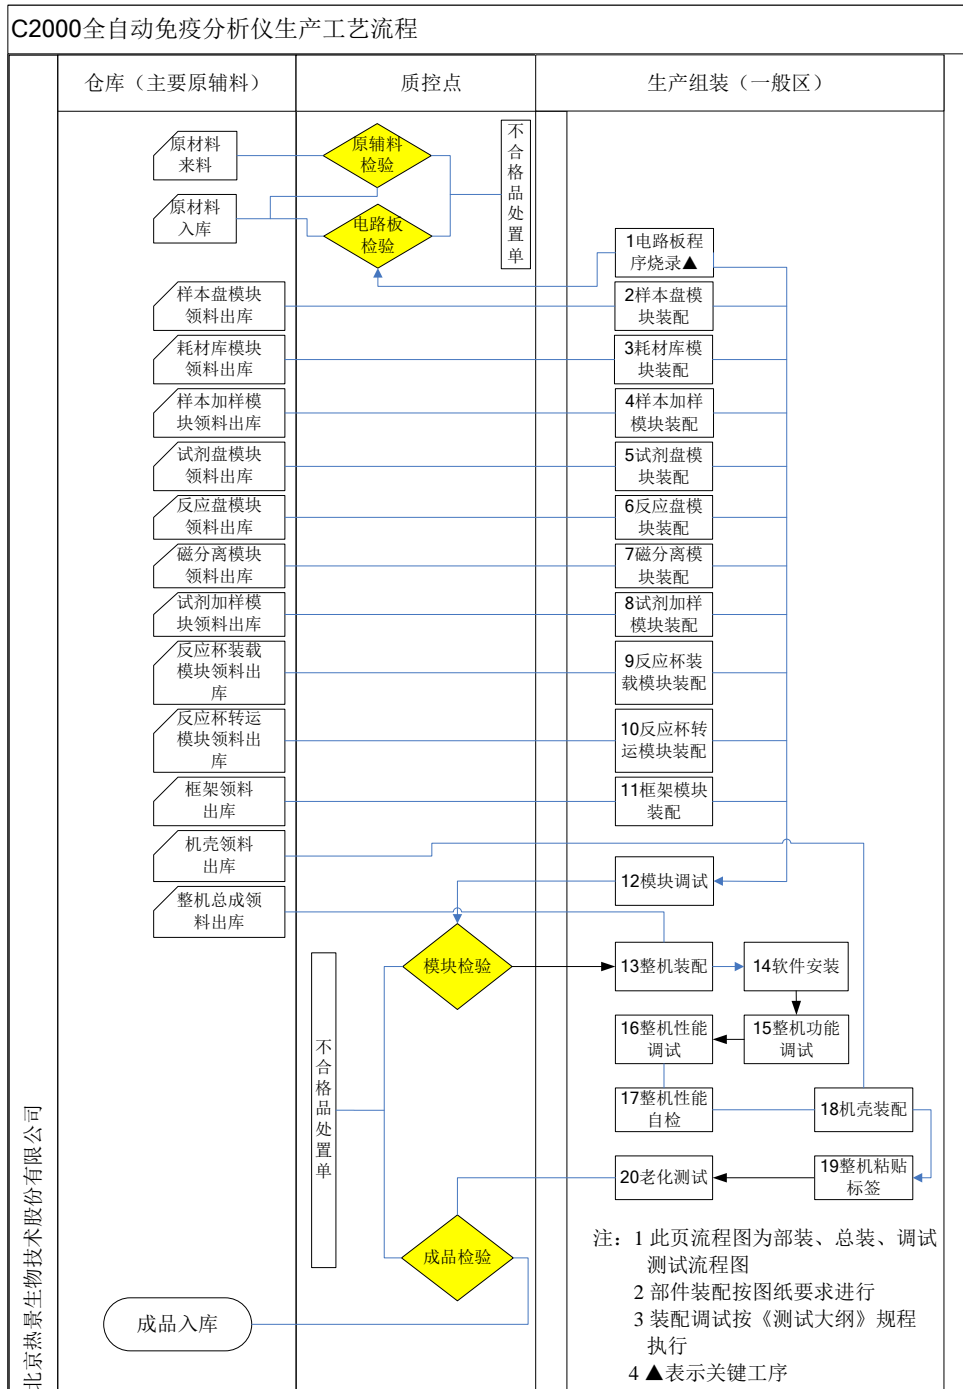 C2000全自动免疫分析仪生产工艺流程
仓库（主要原辅料）
质控点
生产组装（一般区）
原材料
来料
原辅料
检验
不合格品处置单
原材料
入库
电路板
检验
1电路板程
序烧录▲
样本盘模块
领料出库
2样本盘模
块装配
耗材库模块
领料出库
3耗材库模
块装配
样本加样模
块领料出库
4样本加样
模块装配
试剂盘模块
领料出库
5试剂盘模
块装配
反应盘模块
领料出库
6反应盘模
块装配
磁分离模块
领料出库
7磁分离模
块装配
试剂加样模
块领料出库
8试剂加样
模块装配
反应杯装载
模块领料出
库
9反应杯装
载模块装配
反应杯转运
模块领料出
库
10反应杯转
运模块装配
框架领料
出库
11框架模块
装配
机壳领料
出库
12模块调试
整机总成领
料出库
模块检验
13整机装配
14软件安装
不合格品处置单
16整机性能
调试
15整机功能
调试
17整机性能
自检
18机壳装配
20老化测试
19整机粘贴
标签
成品检验
成品入库
注：1 此页流程图为部装、总装、调试
测试流程图
2 部件装配按图纸要求进行
3 装配调试按《测试大纲》规程
执行
4 ▲表示关键工序
北京热景生物技术股份有限公司